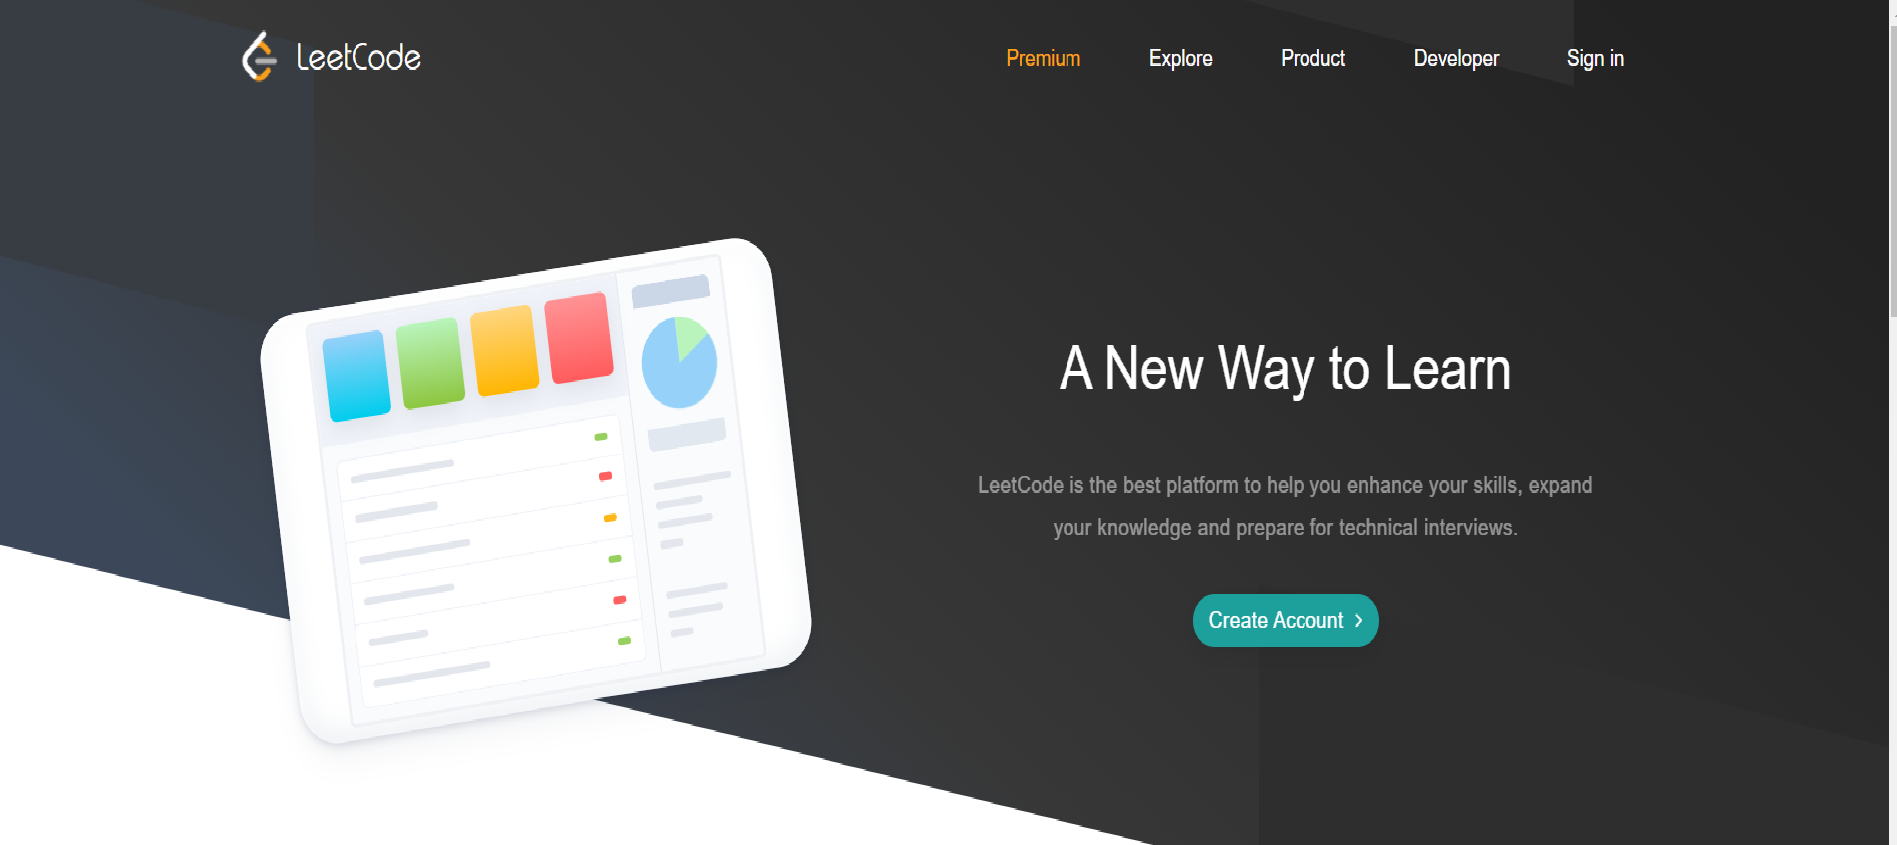 LeetCode
Premium Explore Product Developer Sign in
A New Way to Learn
LeetCode is the best platform to help you enhance your skills, expand
your knowledge and prepare for technical interviews.
Create Account